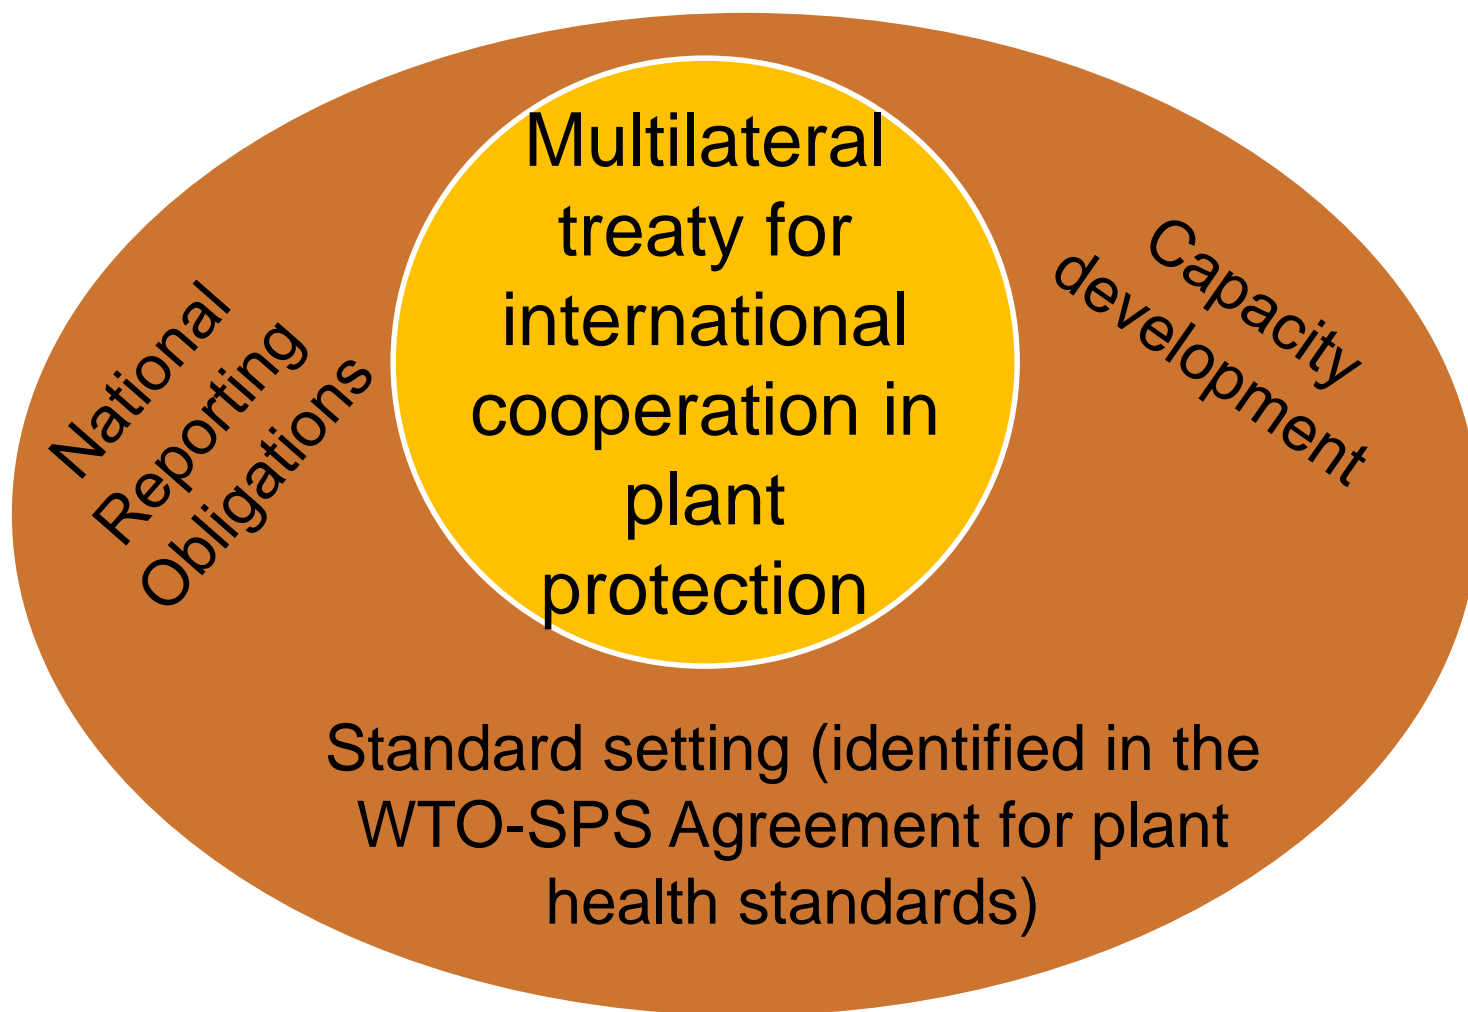 Multilateral
treaty for
international
cooperation in
plant
protection
National
Reporting
Obligations
Capacity
development
Standard setting (identified in the
WTO-SPS Agreement for plant
health standards)